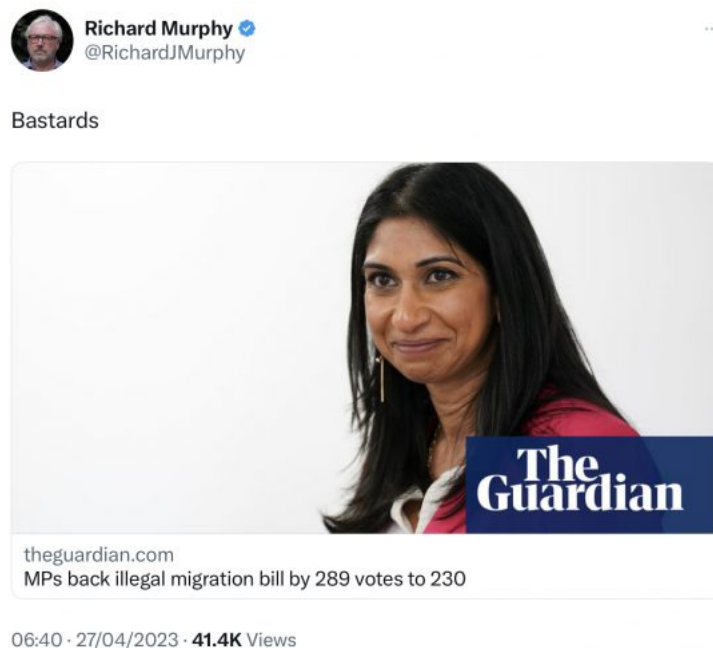 Richard Murphy
@RichardJMurphy
Bastards
The
Guardian
theguardian.com
MPs back illegal migration bill by 289 votes to 230
06:40 · 27/04/2023 · 41.4K Views